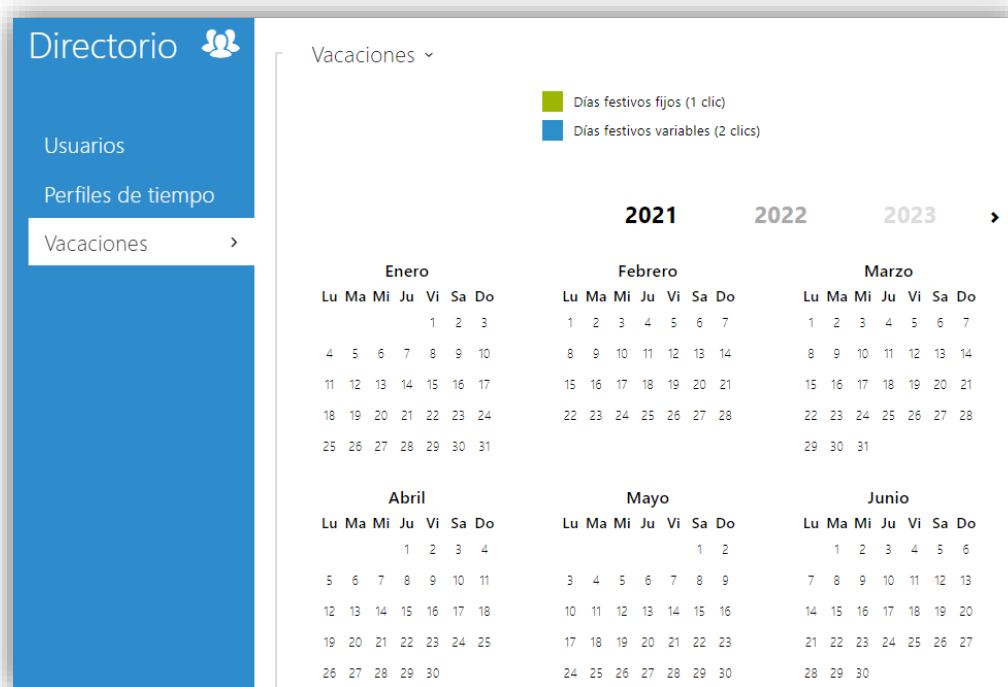 Directorio
Usuarios
Perfiles de tiempo
Vacaciones
Vacaciones
Días festivos fijos (1 clic)
Días festivos variables (2 clics)
2021 2022 2023
Enero
Lu Ma Mi Ju Vi Sa Do
1 2 3
4 5 6 7 8 9 10
11 12 13 14 15 16 17
18 19 20 21 22 23 24
25 26 27 28 29 30 31
Febrero
Lu Ma Mi Ju Vi Sa Do
1 2 3 4 5 6 7
8 9 10 11 12 13 14
15 16 17 18 19 20 21
22 23 24 25 26 27 28
Marzo
Lu Ma Mi Ju Vi Sa Do
1 2 3 4 5 6 7
8 9 10 11 12 13 14
15 16 17 18 19 20 21
22 23 24 25 26 27 28
29 30 31
Abril
Lu Ma Mi Ju Vi Sa Do
1 2 3 4
5 6 7 8 9 10 11
12 13 14 15 16 17 18
19 20 21 22 23 24 25
26 27 28 29 30
Mayo
Lu Ma Mi Ju Vi Sa Do
1 2
3 4 5 6 7 8 9
10 11 12 13 14 15 16
17 18 19 20 21 22 23
24 25 26 27 28 29 30
Junio
Lu Ma Mi Ju Vi Sa Do
1 2 3 4 5 6
7 8 9 10 11 12 13
14 15 16 17 18 19 20
21 22 23 24 25 26 27
28 29 30